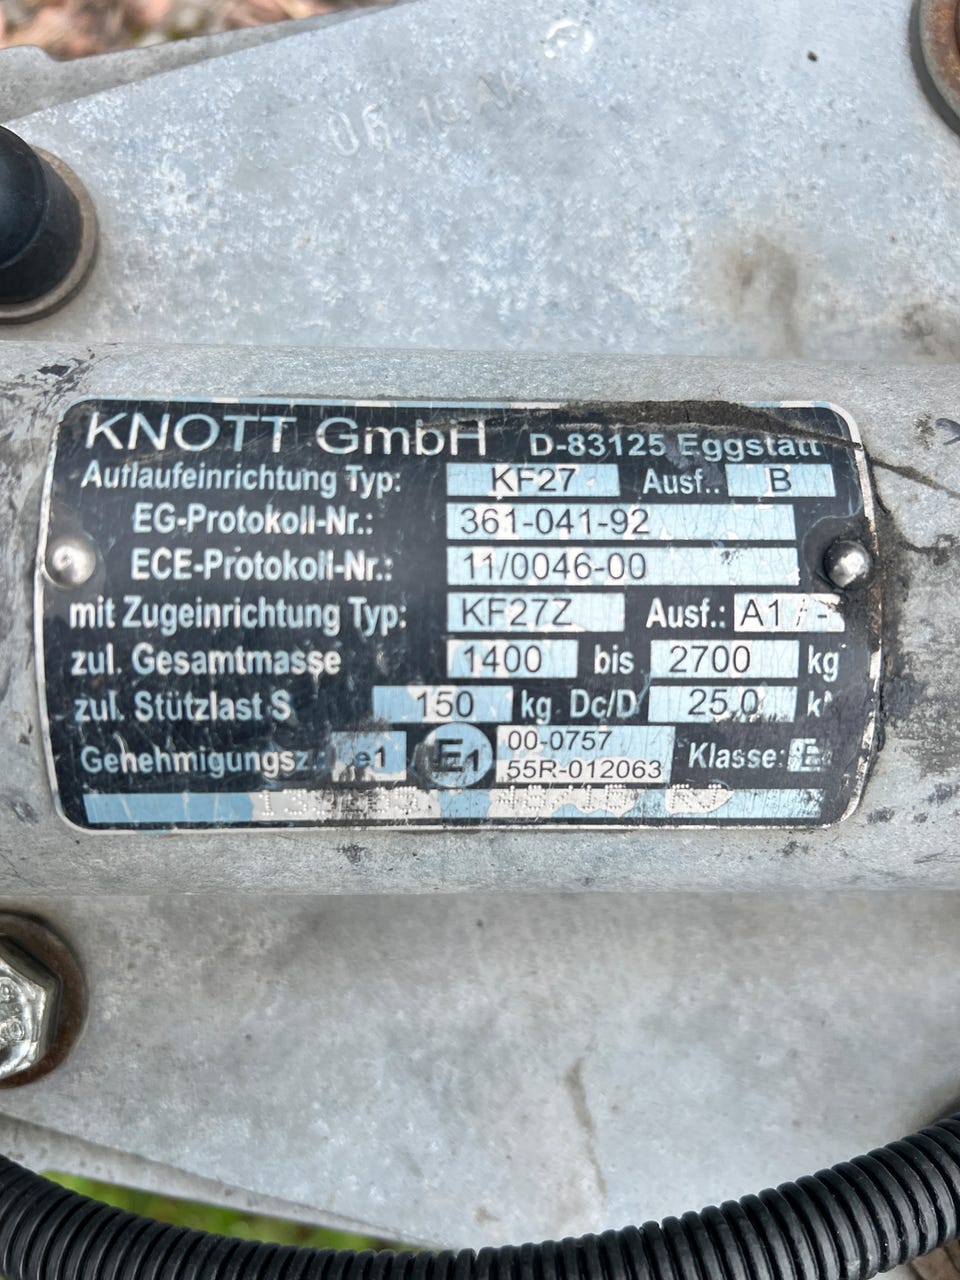 KNOTT GmbH D-83125 Eggstätt
Auflaufeinrichtung Typ: KF27 Ausf.: B
EG-Protokoll-Nr.: 361-041-92
ECE-Protokoll-Nr.: 11/0046-00
mit Zugeinrichtung Typ: KF27Z Ausf.: A1 / -
zul. Gesamtmasse 1400 bis 2700 kg
zul. Stützlast S 150 kg Dc/D 25.0
Genehmigungsz.: e1 E1 00-0757
55R-012063 Klasse: E